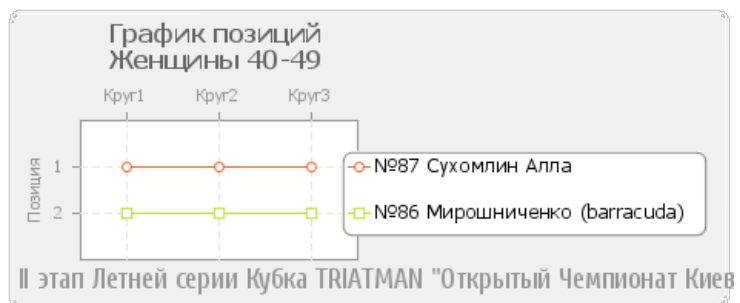 График позиций
Женщины 40-49
Круг1 Круг2 Круг3
Позиция
1
2
№87 Сухомлин Алла
№86 Мирошниченко (barracuda)
II этап Летней серии Кубка TRIATMAN "Открытый Чемпионат Киев